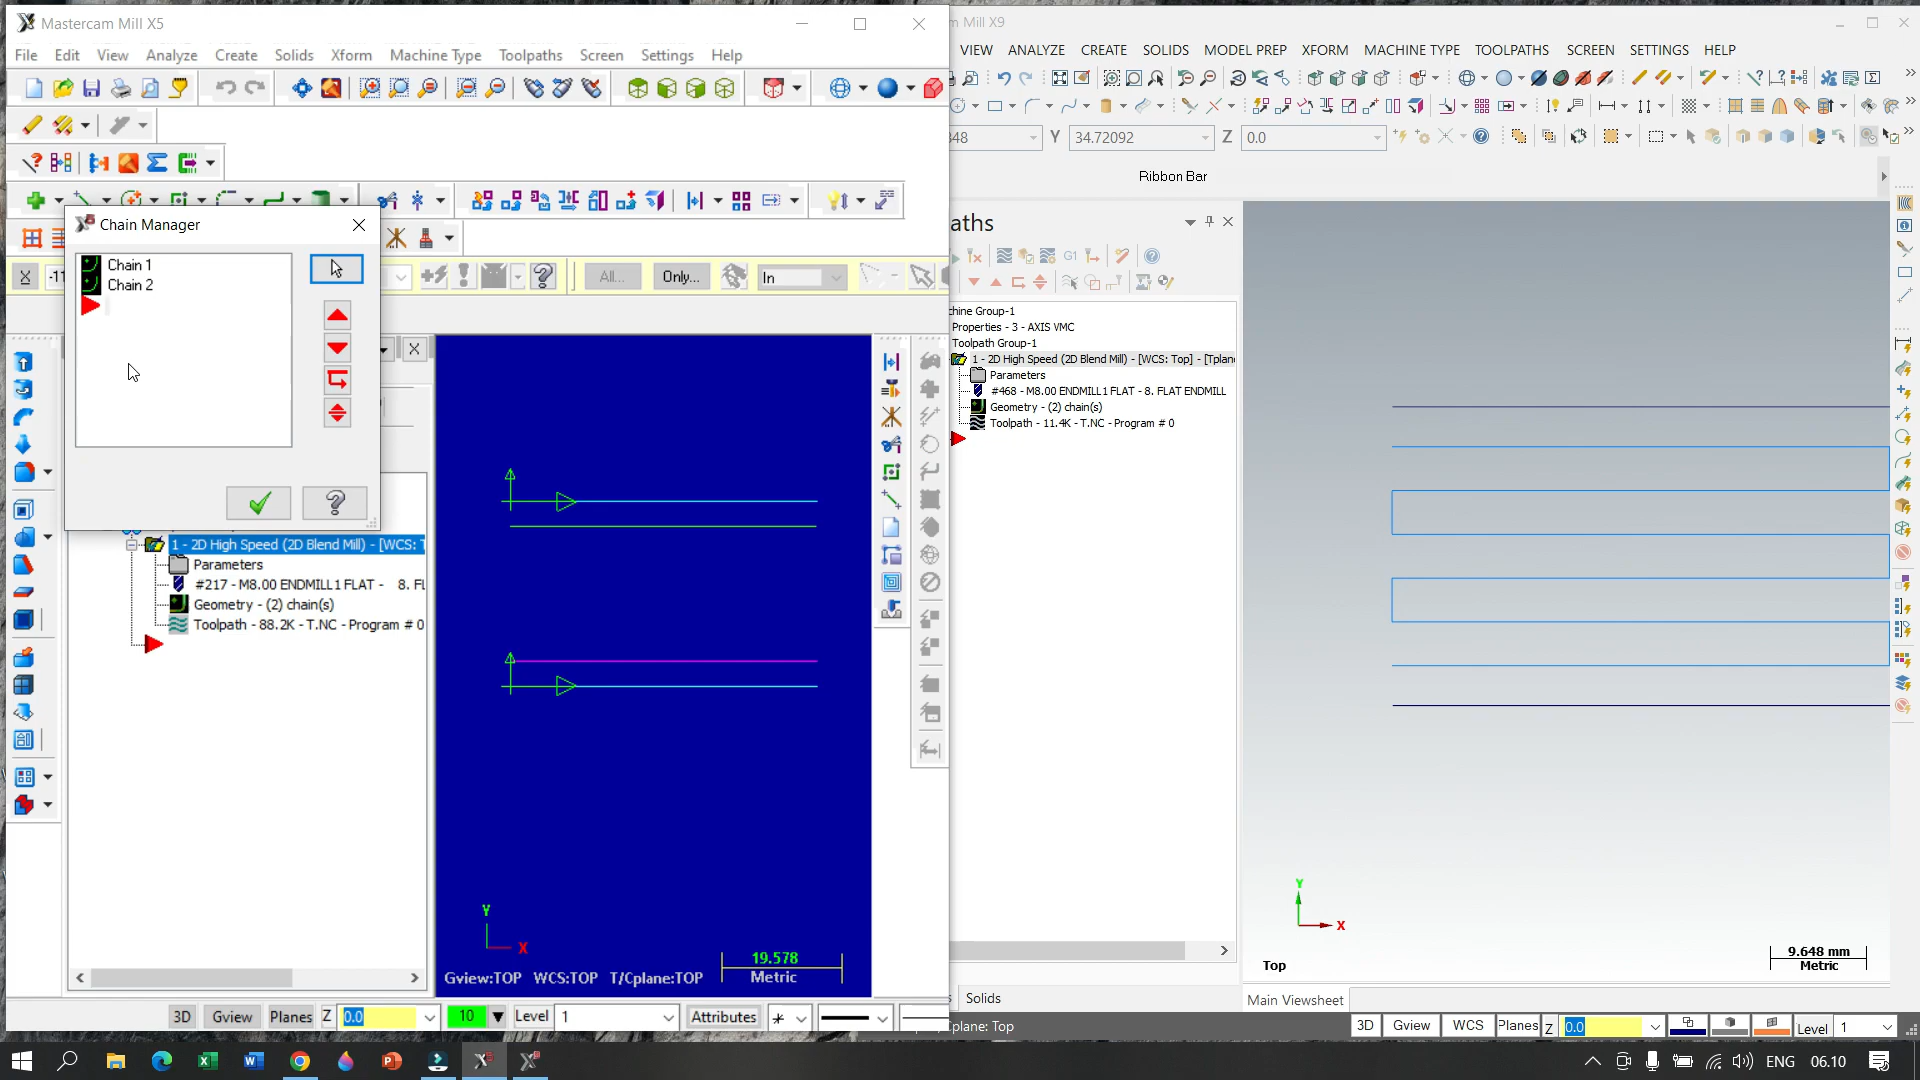 Mastercam Mill X5
File Edit View Analyze Create Solids Xform Machine Type Toolpaths Screen Settings Help
Chain Manager
Chain 1
Chain 2
-11
All...
Only...
In
1 - 2D High Speed (2D Blend Mill) - [WCS: T
Parameters
#217 - M8.00 ENDMILL1 FLAT - 8. FL
Geometry - (2) chain(s)
Toolpath - 88.2K - T.NC - Program # 0
Y
X
Gview:TOP WCS:TOP T/Cplane:TOP
19.578
Metric
3D Gview Planes Z 0.0 10 Level 1 Attributes
m Mill X9
VIEW ANALYZE CREATE SOLIDS MODEL PREP XFORM MACHINE TYPE TOOLPATHS SCREEN SETTINGS HELP
348 Y 34.72092 Z 0.0
Ribbon Bar
aths
G1
chine Group-1
Properties - 3 - AXIS VMC
Toolpath Group-1
1 - 2D High Speed (2D Blend Mill) - [WCS: Top] - [Tplan
Parameters
#468 - M8.00 ENDMILL1 FLAT - 8. FLAT ENDMILL
Geometry - (2) chain(s)
Toolpath - 11.4K - T.NC - Program # 0
Y
X
Top
9.648 mm
Metric
Solids
Main Viewsheet
plane: Top
3D Gview WCS Planes Z 0.0 Level 1
ENG 06.10